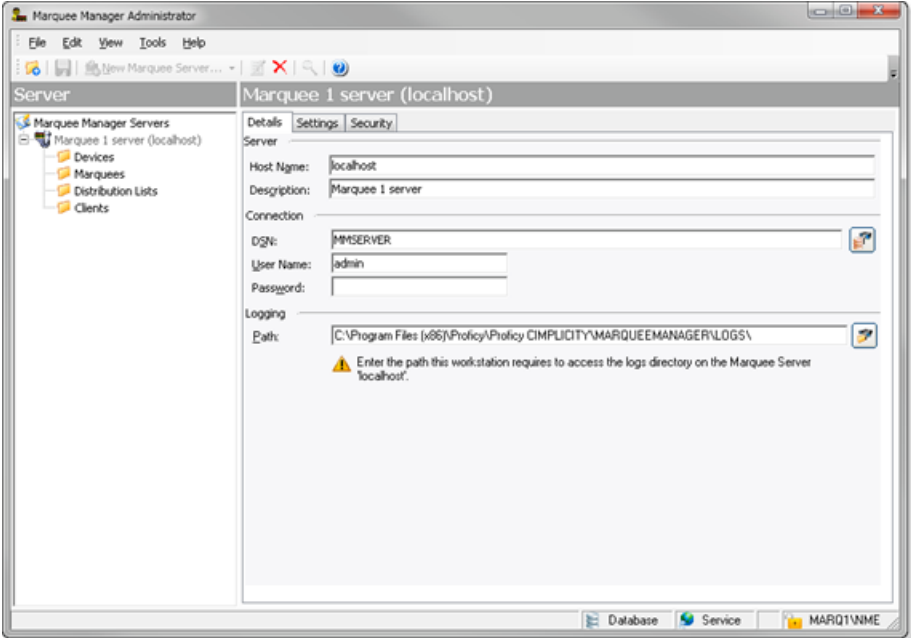 Marquee Manager Administrator
File Edit View Tools Help
New Marquee Server...
Server
Marquee 1 server (localhost)
Marquee Manager Servers
Marquee 1 server (localhost)
Devices
Marquees
Distribution Lists
Clients
Details Settings Security
Server
Host Name: localhost
Description: Marquee 1 server
Connection
DSN: MMSERVER
User Name: admin
Password:
Logging
Path: C:\Program Files (x86)\Proficy\Proficy CIMPLICITY\MARQUEEMANAGER\LOGS\
Enter the path this workstation requires to access the logs directory on the Marquee Server
'localhost'.
Database Service MARQ1\NME